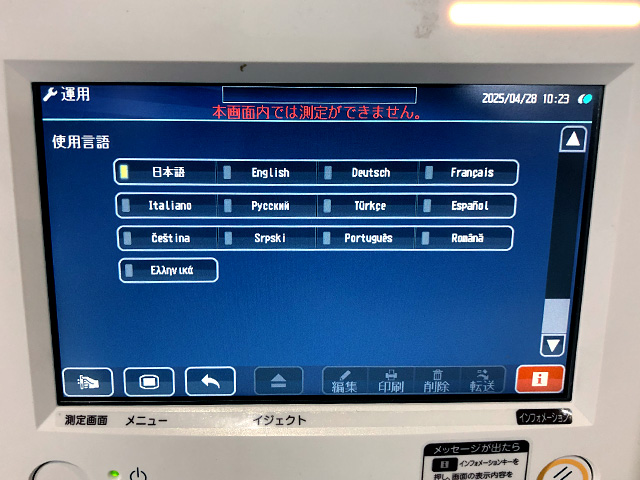 運用
2025/04/28 10:23
本画面内では測定ができません。
使用言語
日本語 English Deutsch Français
Italiano Русский Türkçe Español
Čeština Srpski Português Română
Ελληνικά
編集 印刷 削除 転送
測定画面 メニュー イジェクト インフォメーション
メッセージが出たら
インフォメーションキーを
押し、画面の表示内容を